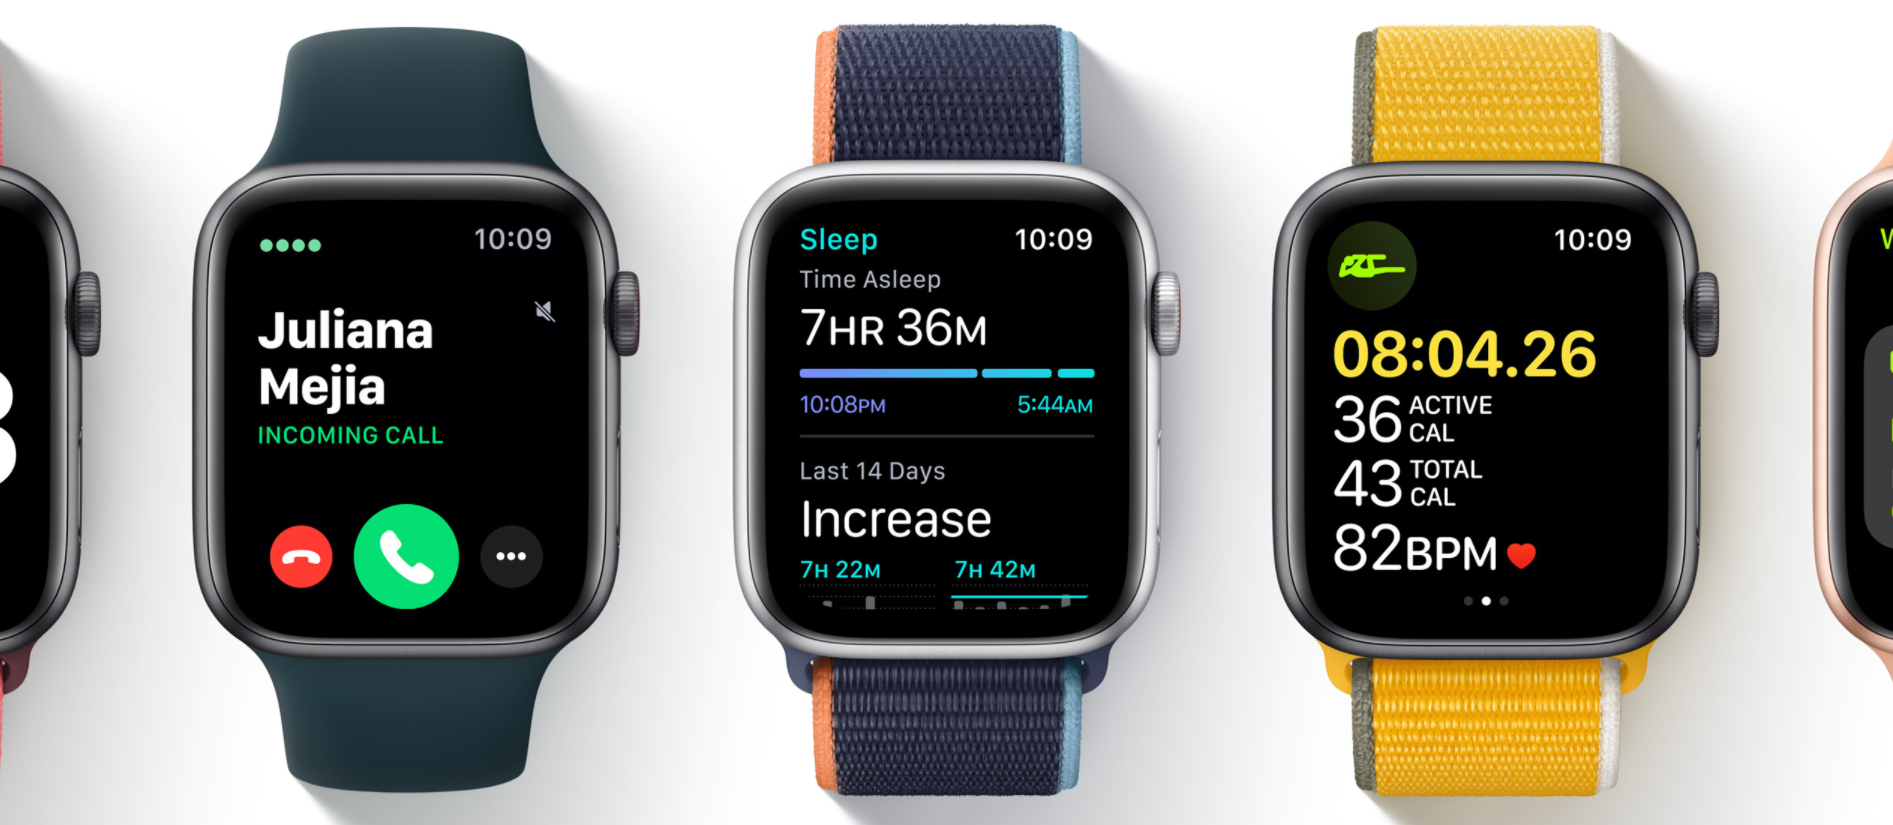 10:09
Juliana
Mejia
INCOMING CALL
Sleep 10:09
Time Asleep
7HR 36M
10:08PM 5:44AM
Last 14 Days
Increase
7H 22M 7H 42M
10:09
08:04.26
36 ACTIVE
CAL
43 TOTAL
CAL
82BPM